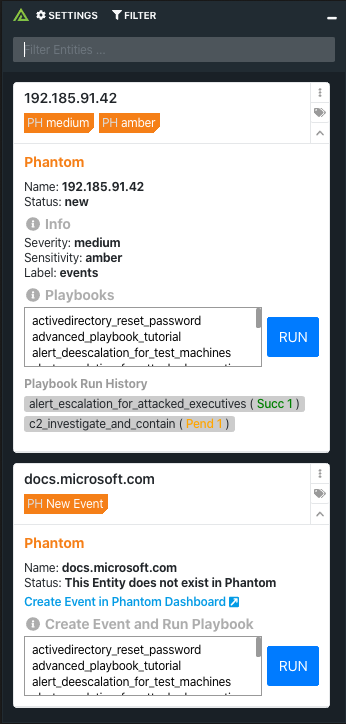 SETTINGS FILTER
Filter Entities ...
192.185.91.42
PH medium PH amber
Phantom
Name: 192.185.91.42
Status: new
Info
Severity: medium
Sensitivity: amber
Label: events
Playbooks
activedirectory_reset_password
advanced_playbook_tutorial
alert_deescalation_for_test_machines
RUN
Playbook Run History
alert_escalation_for_attacked_executives ( Succ 1 )
c2_investigate_and_contain ( Pend 1 )
docs.microsoft.com
PH New Event
Phantom
Name: docs.microsoft.com
Status: This Entity does not exist in Phantom
Create Event in Phantom Dashboard
Create Event and Run Playbook
activedirectory_reset_password
advanced_playbook_tutorial
alert_deescalation_for_test_machines
RUN